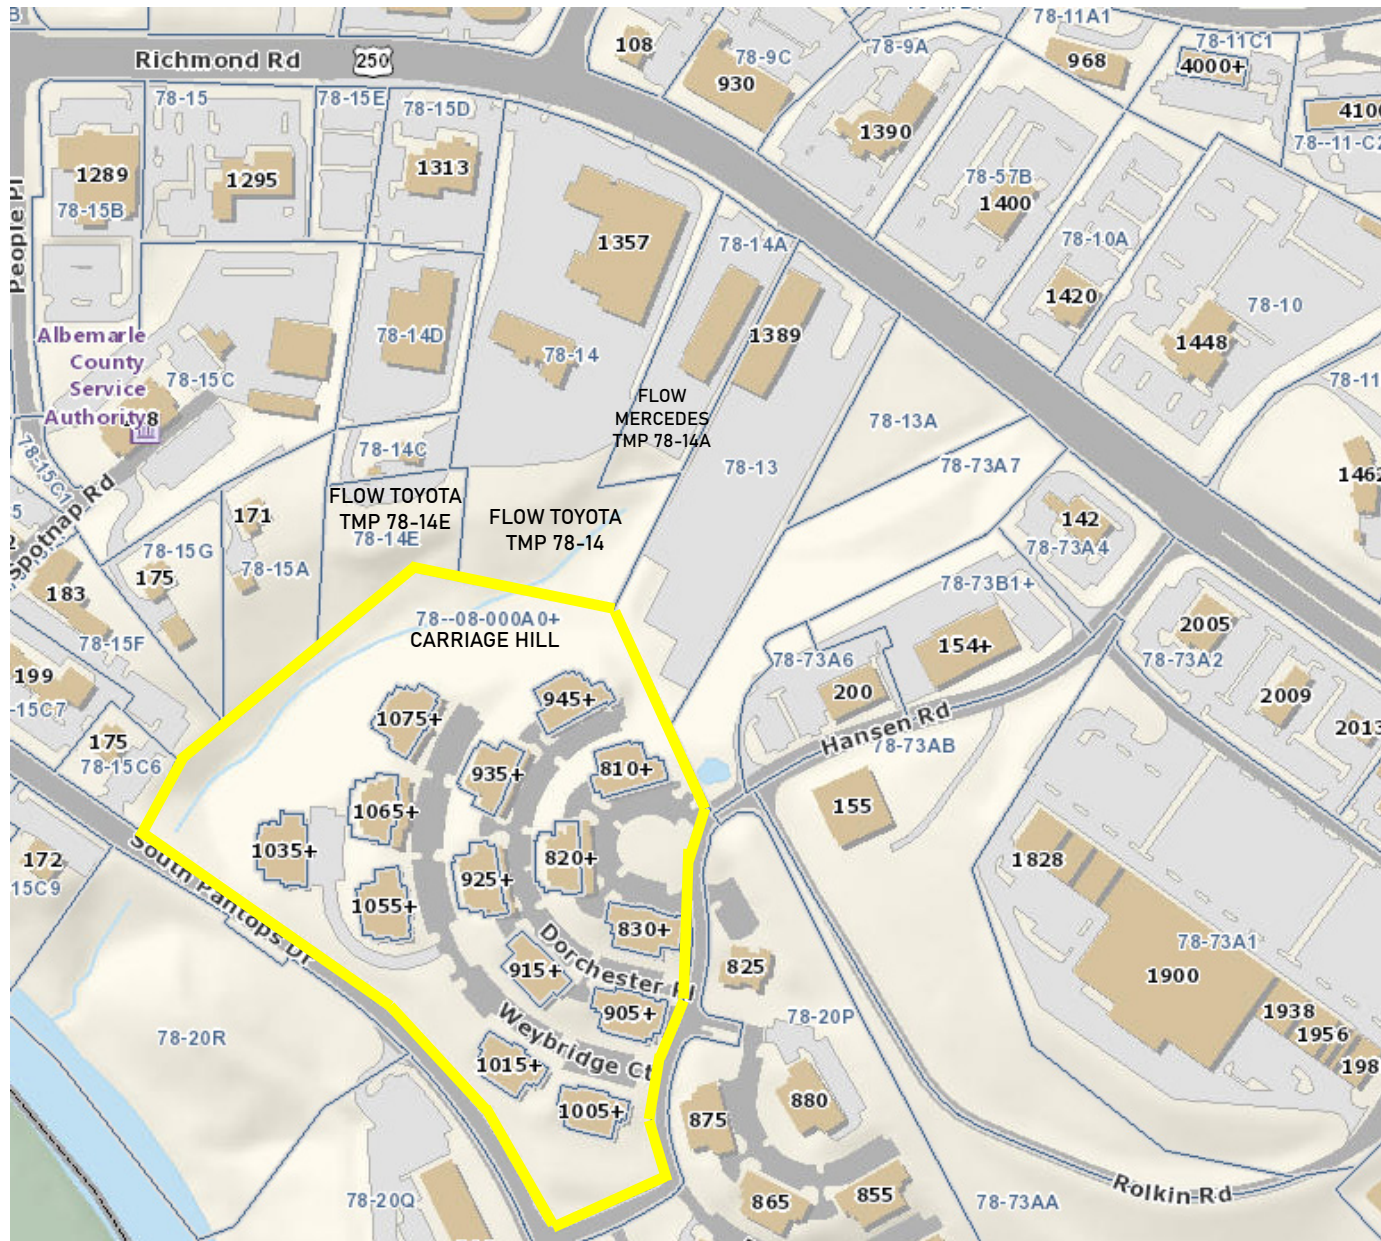 78-11A1
108
78-9C
78-9A
78-11C1
Richmond Rd
250
968
4000+
930
78-15
78-15E
78-15D
4100
1390
78--11-C2
1289
1295
1313
78-57B
1400
People Pl
78-15B
1357
78-14A
78-10A
1420
78-10
Albemarle
County
Service
Authority
78-14D
1389
1448
78-14
78-15C
78-11
FLOW
MERCEDES
TMP 78-14A
78-13A
78-15C1
78-14C
78-13
78-73A7
1462
Spotnap Rd
FLOW TOYOTA
TMP 78-14E
78-14E
FLOW TOYOTA
TMP 78-14
171
142
78-73A4
78-15G
175
78-15A
78-73B1+
183
78--08-000A0+
CARRIAGE HILL
2005
78-15F
154+
78-73A6
78-73A2
199
200
2009
945+
-15C7
1075+
Hansen Rd
2013
175
78-15C6
78-73AB
935+
810+
155
1065+
172
South Pantops Dr
1035+
820+
1828
15C9
925+
1055+
830+
Dorchester Pl
78-73A1
915+
825
1900
905+
1938
78-20R
Weybridge Ct
78-20P
1956
1015+
198
1005+
880
875
Rolkin Rd
78-20Q
865
855
78-73AA